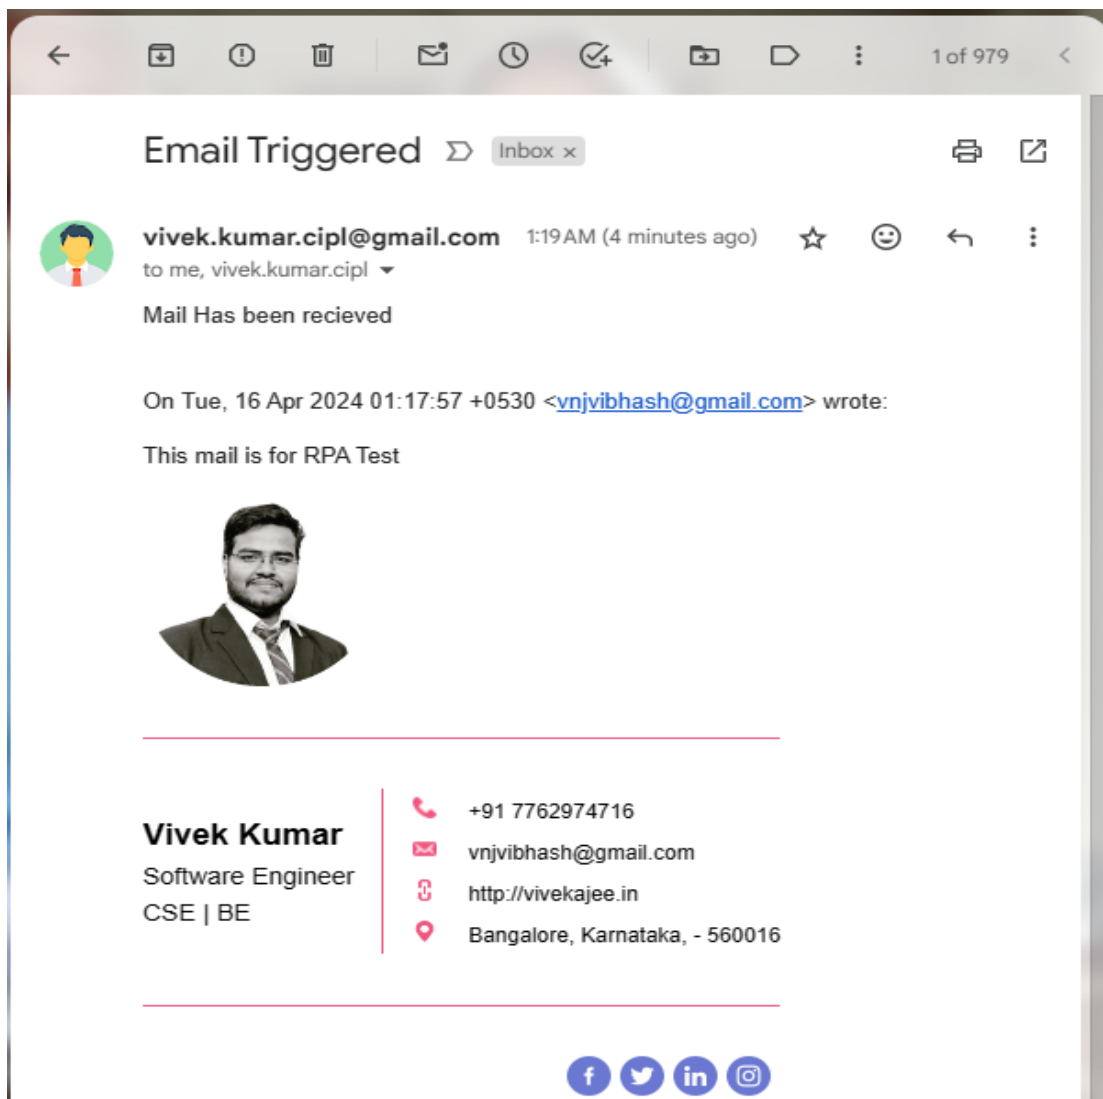 1 of 979
Email Triggered Inbox ×
vivek.kumar.cipl@gmail.com 1:19 AM (4 minutes ago)
to me, vivek.kumar.cipl
Mail Has been recieved
On Tue, 16 Apr 2024 01:17:57 +0530 <vnjvibhash@gmail.com> wrote:
This mail is for RPA Test
Vivek Kumar
Software Engineer
CSE | BE
+91 7762974716
vnjvibhash@gmail.com
http://vivekajee.in
Bangalore, Karnataka, - 560016